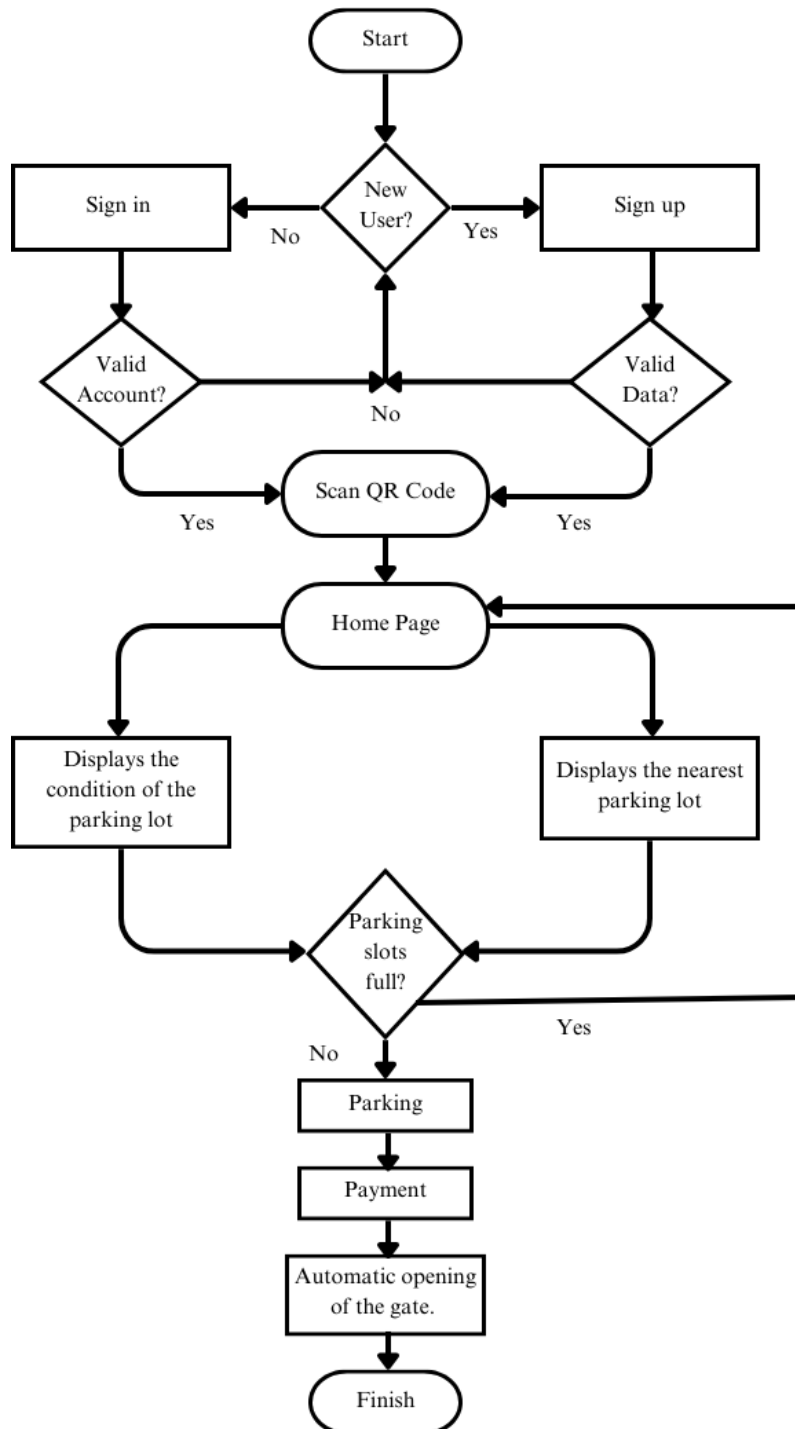 Start
New
User?
Sign in
Sign up
No
Yes
Valid
Account?
Valid
Data?
No
Scan QR Code
Yes
Yes
Home Page
Displays the
condition of the
parking lot
Displays the nearest
parking lot
Parking
slots
full?
Yes
No
Parking
Payment
Automatic opening
of the gate.
Finish